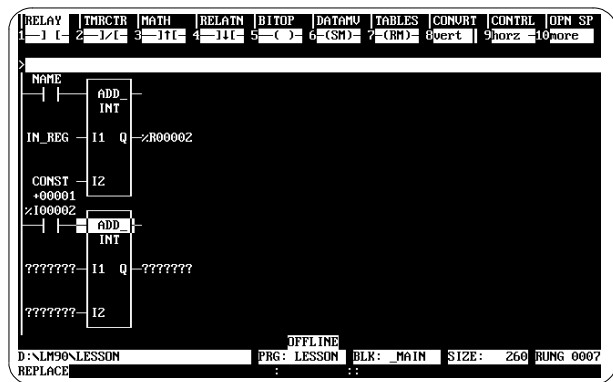 RELAY TMRCTR MATH RELATN BITOP DATAMV TABLES CONVRT CONTRL OPN SP
1—] [— 2—]/[— 3—]↑[— 4—]↓[— 5—( )— 6—(SM)— 7—(RM)— 8vert | 9horz —10more
>
NAME
ADD_
INT
IN_REG I1 Q %R00002
CONST I2
+00001
%I00002
ADD_
INT
??????? I1 Q ???????
??????? I2
OFFLINE
D:\LM90\LESSON PRG: LESSON BLK: _MAIN SIZE: 260 RUNG 0007
REPLACE : ::